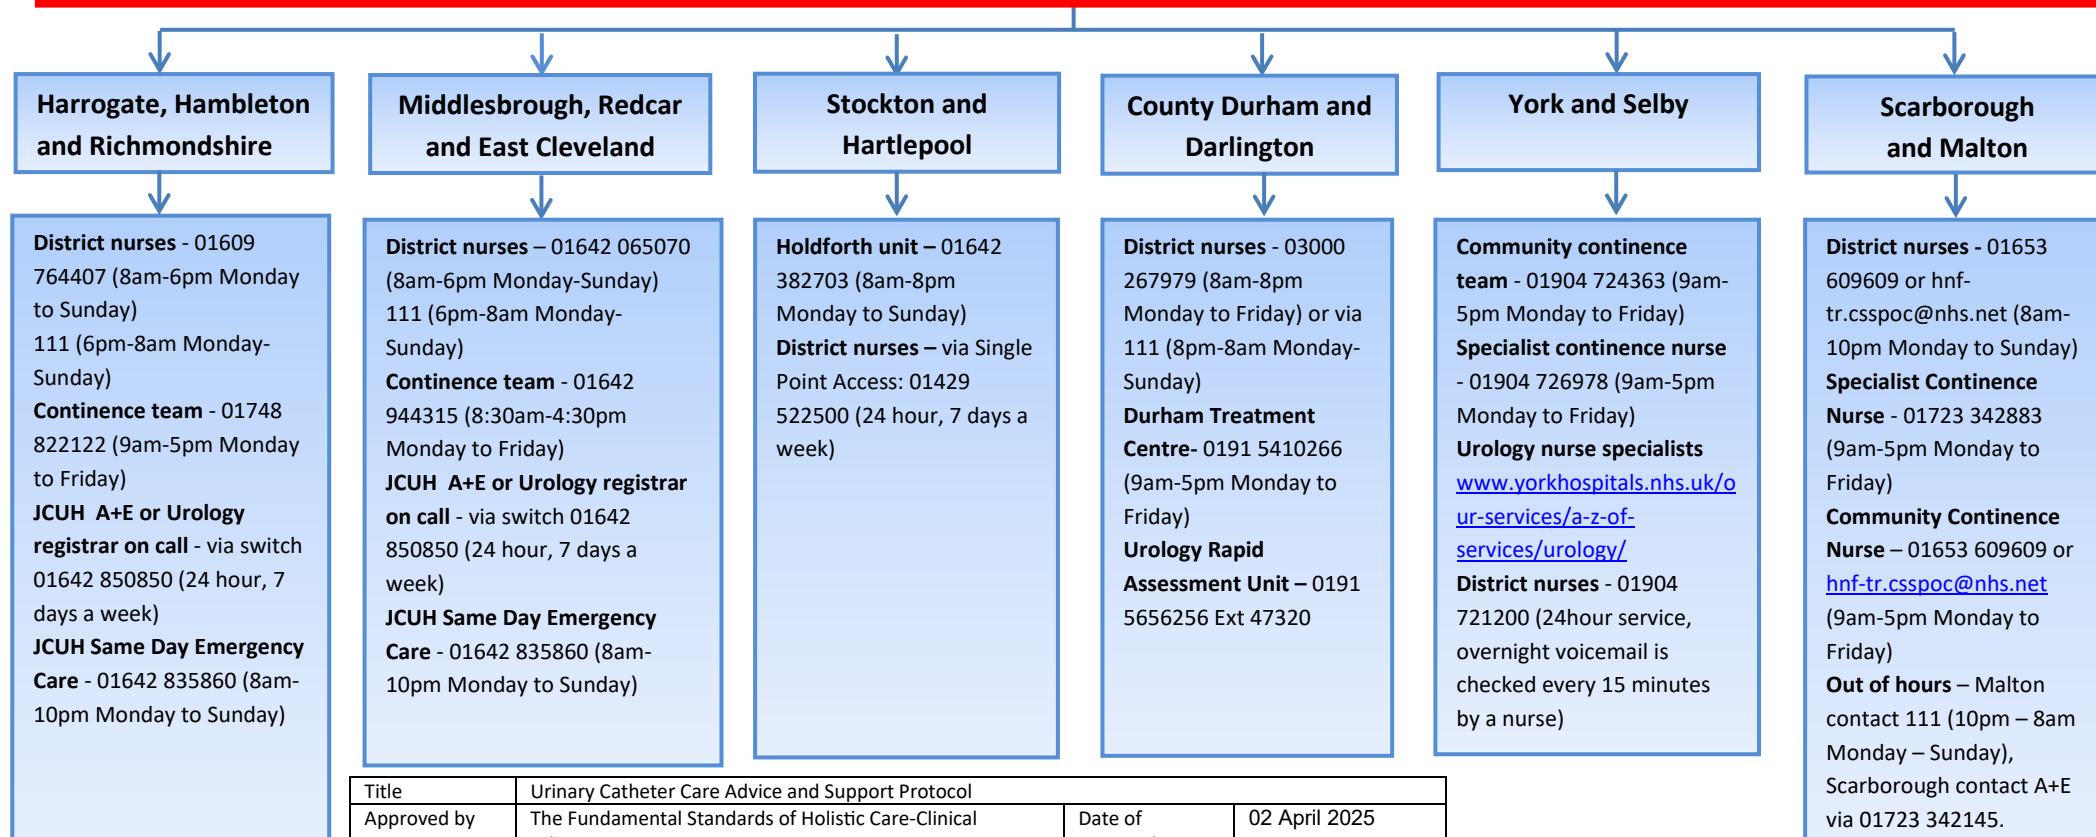 Harrogate, Hambleton
and Richmondshire
District nurses - 01609
764407 (8am-6pm Monday
to Sunday)
111 (6pm-8am Monday-
Sunday)
Continence team - 01748
822122 (9am-5pm Monday
to Friday)
JCUH A+E or Urology
registrar on call - via switch
01642 850850 (24 hour, 7
days a week)
JCUH Same Day Emergency
Care - 01642 835860 (8am-
10pm Monday to Sunday)
Middlesbrough, Redcar
and East Cleveland
District nurses – 01642 065070
(8am-6pm Monday-Sunday)
111 (6pm-8am Monday-
Sunday)
Continence team - 01642
944315 (8:30am-4:30pm
Monday to Friday)
JCUH A+E or Urology registrar
on call - via switch 01642
850850 (24 hour, 7 days a
week)
JCUH Same Day Emergency
Care - 01642 835860 (8am-
10pm Monday to Sunday)
Stockton and
Hartlepool
Holdforth unit – 01642
382703 (8am-8pm
Monday to Sunday)
District nurses – via Single
Point Access: 01429
522500 (24 hour, 7 days a
week)
County Durham and
Darlington
District nurses - 03000
267979 (8am-8pm
Monday to Friday) or via
111 (8pm-8am Monday-
Sunday)
Durham Treatment
Centre- 0191 5410266
(9am-5pm Monday to
Friday)
Urology Rapid
Assessment Unit – 0191
5656256 Ext 47320
York and Selby
Community continence
team - 01904 724363 (9am-
5pm Monday to Friday)
Specialist continence nurse
- 01904 726978 (9am-5pm
Monday to Friday)
Urology nurse specialists
www.yorkhospitals.nhs.uk/o
ur-services/a-z-of-
services/urology/
District nurses - 01904
721200 (24hour service,
overnight voicemail is
checked every 15 minutes
by a nurse)
Scarborough
and Malton
District nurses - 01653
609609 or hnf-
tr.csspoc@nhs.net (8am-
10pm Monday to Sunday)
Specialist Continence
Nurse - 01723 342883
(9am-5pm Monday to
Friday)
Community Continence
Nurse – 01653 609609 or
hnf-tr.csspoc@nhs.net
(9am-5pm Monday to
Friday)
Out of hours – Malton
contact 111 (10pm – 8am
Monday – Sunday),
Scarborough contact A+E
via 01723 342145.
Title Urinary Catheter Care Advice and Support Protocol
Approved by The Fundamental Standards of Holistic Care-Clinical Date of 02 April 2025